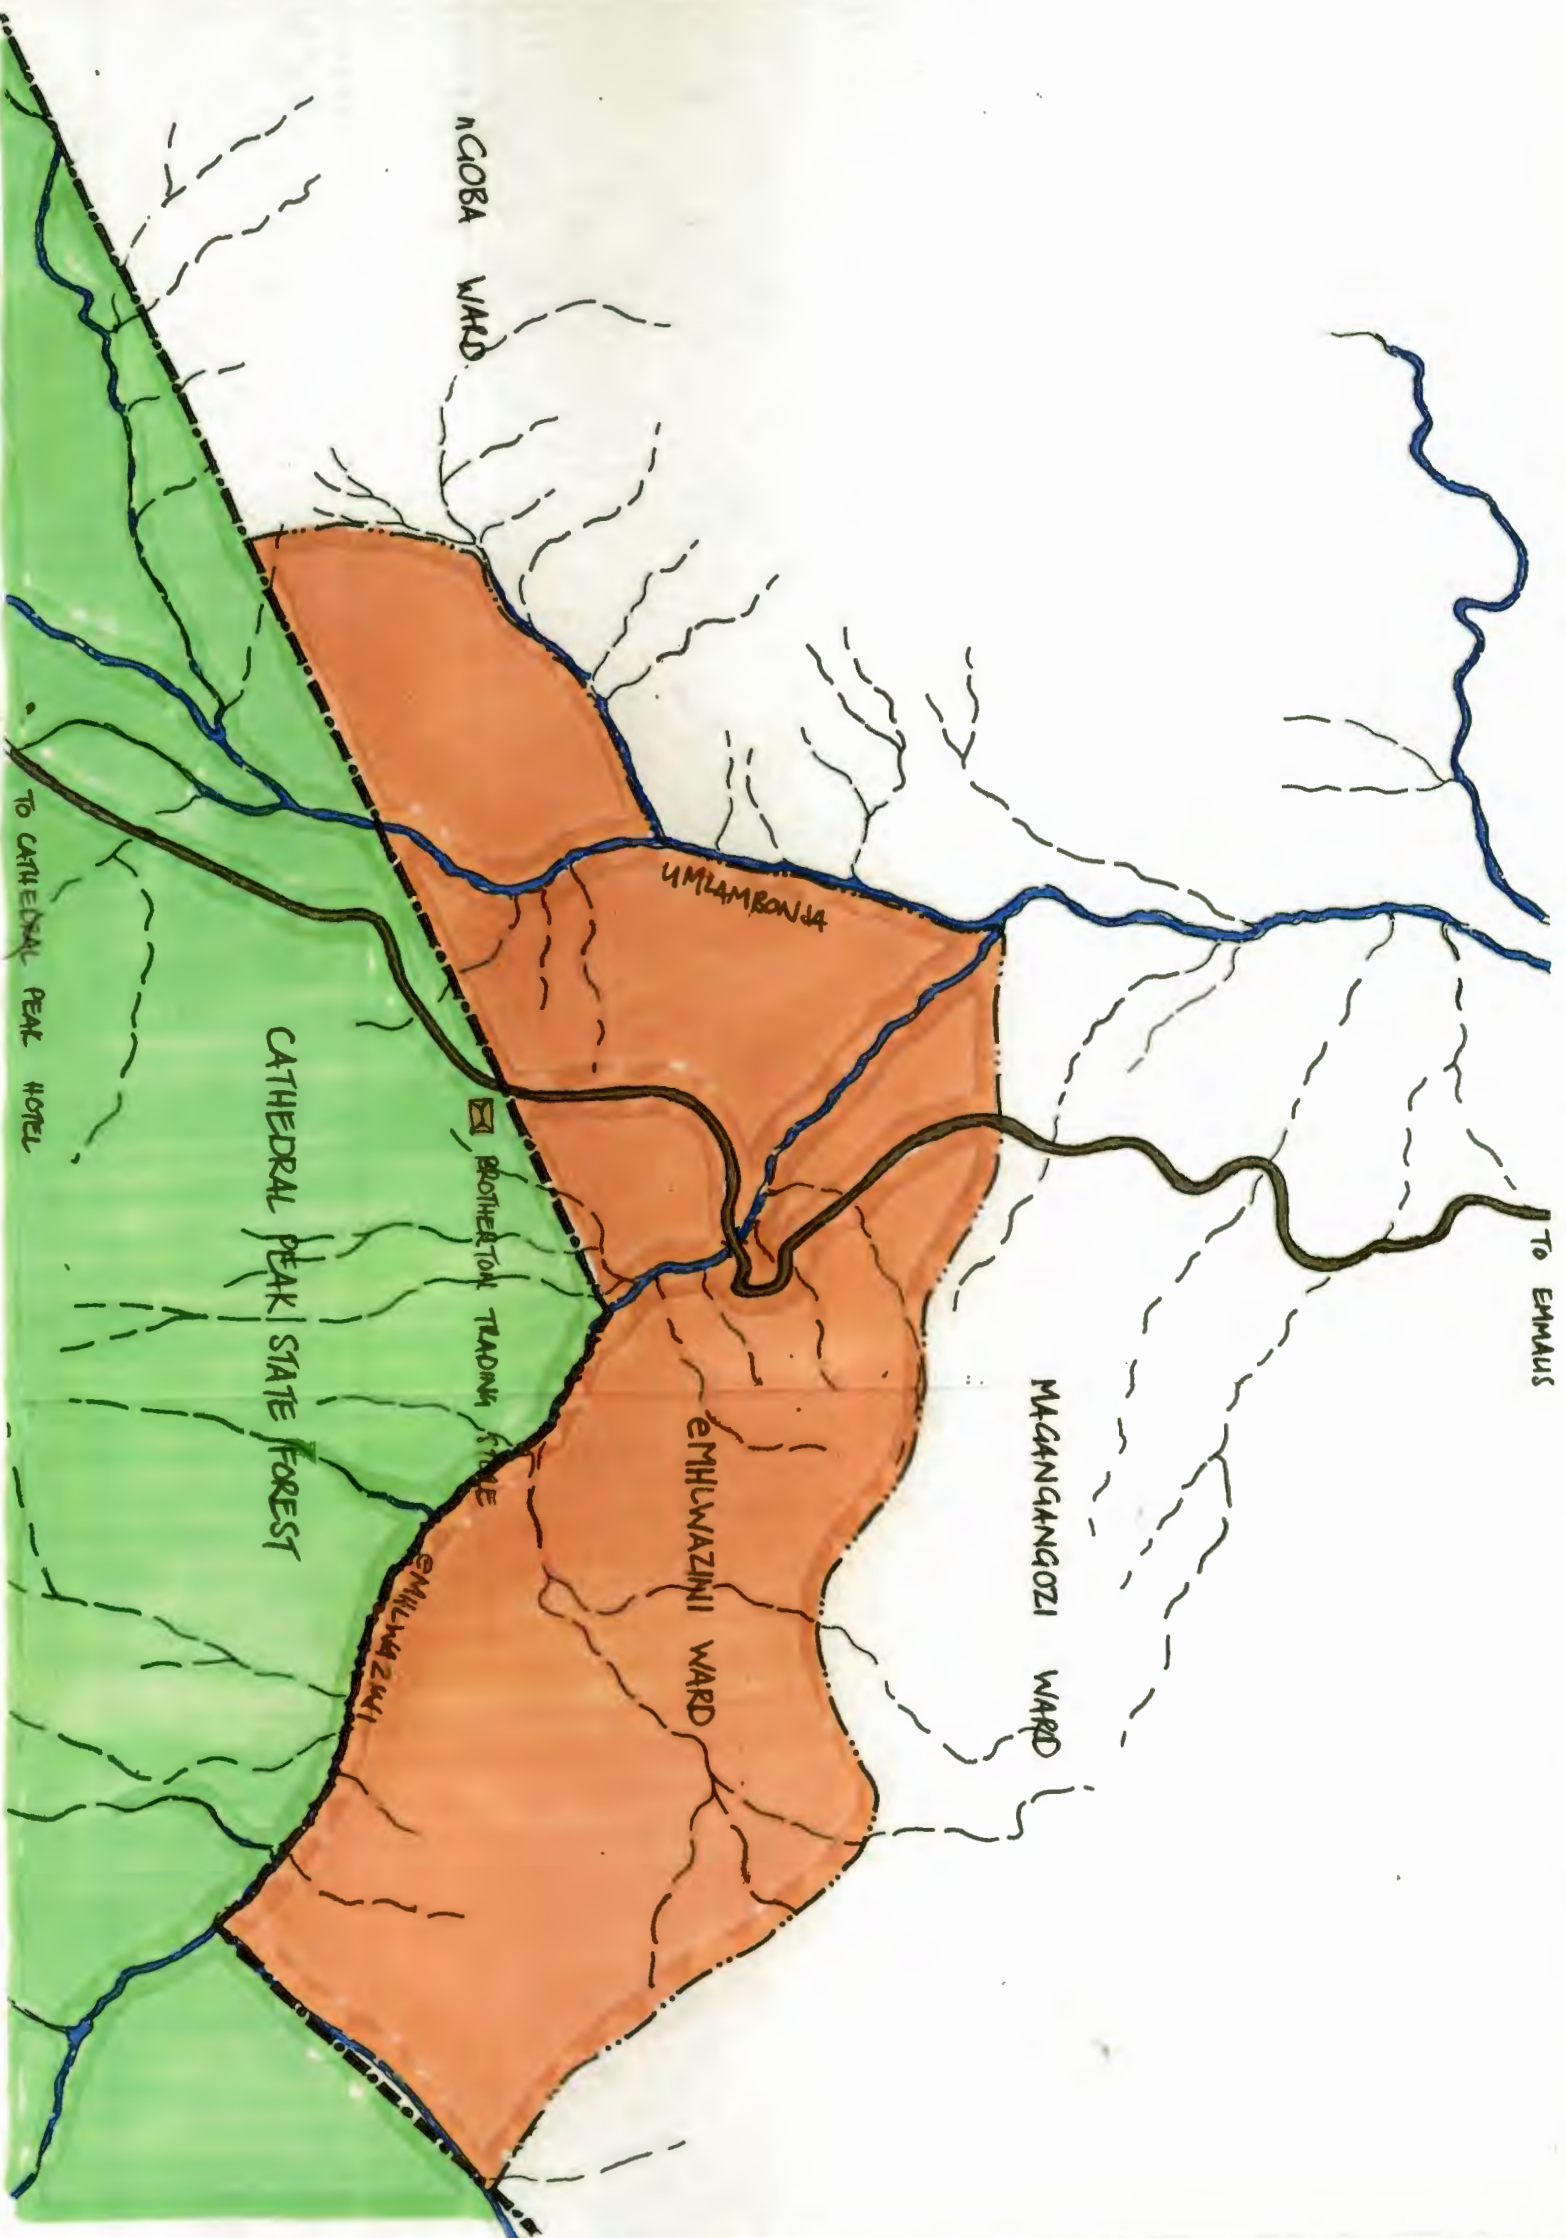 TO EMMAUS
MAGANGANGOZI WARD
nGOBA WARD
UMLAMBONJA
eMHLWAZINI WARD
BROTHERTON TRADING STORE
eMHLWAZINI
CATHEDRAL PEAK STATE FOREST
TO CATHEDRAL PEAK HOTEL